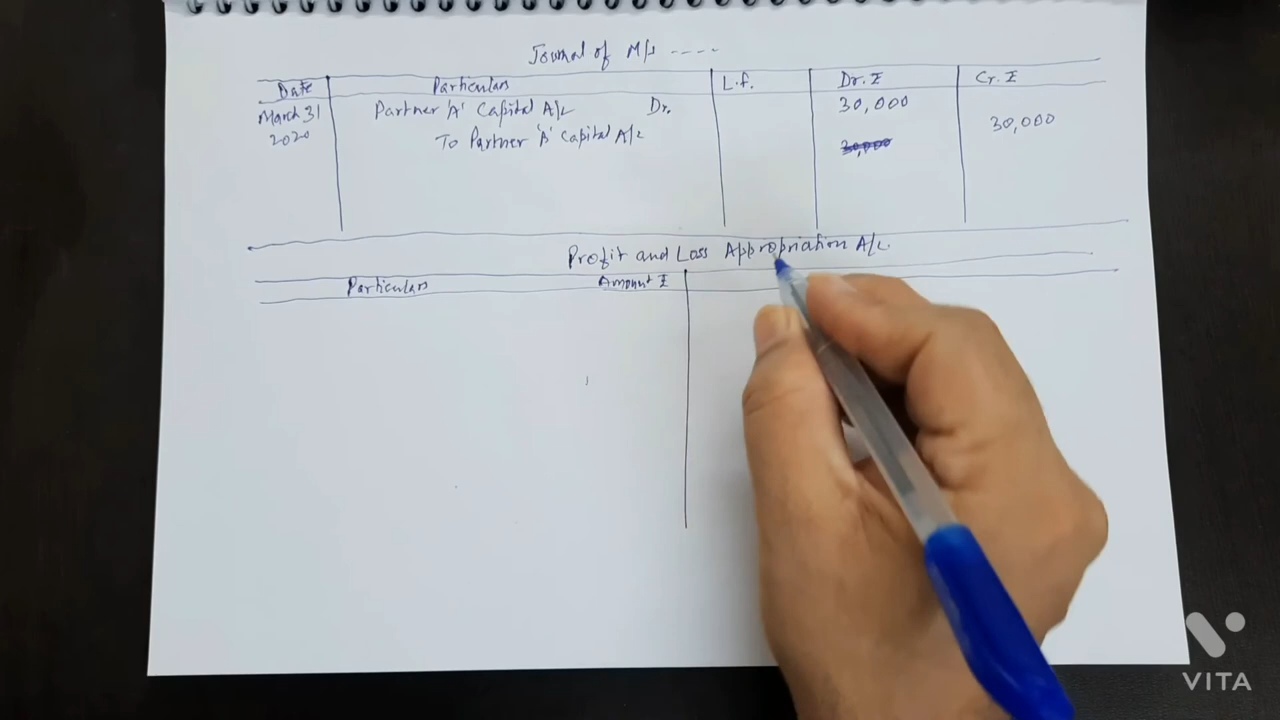 Journal of M/s ----
Date Particulars L.f. Dr. ₹ Cr. ₹
March 31 Partner 'A' Capital A/c Dr. 30,000
2020 To Partner 'A' Capital A/c 30,000
30,000
Profit and Loss Appropriation A/c.
Particulars Amount ₹
VITA